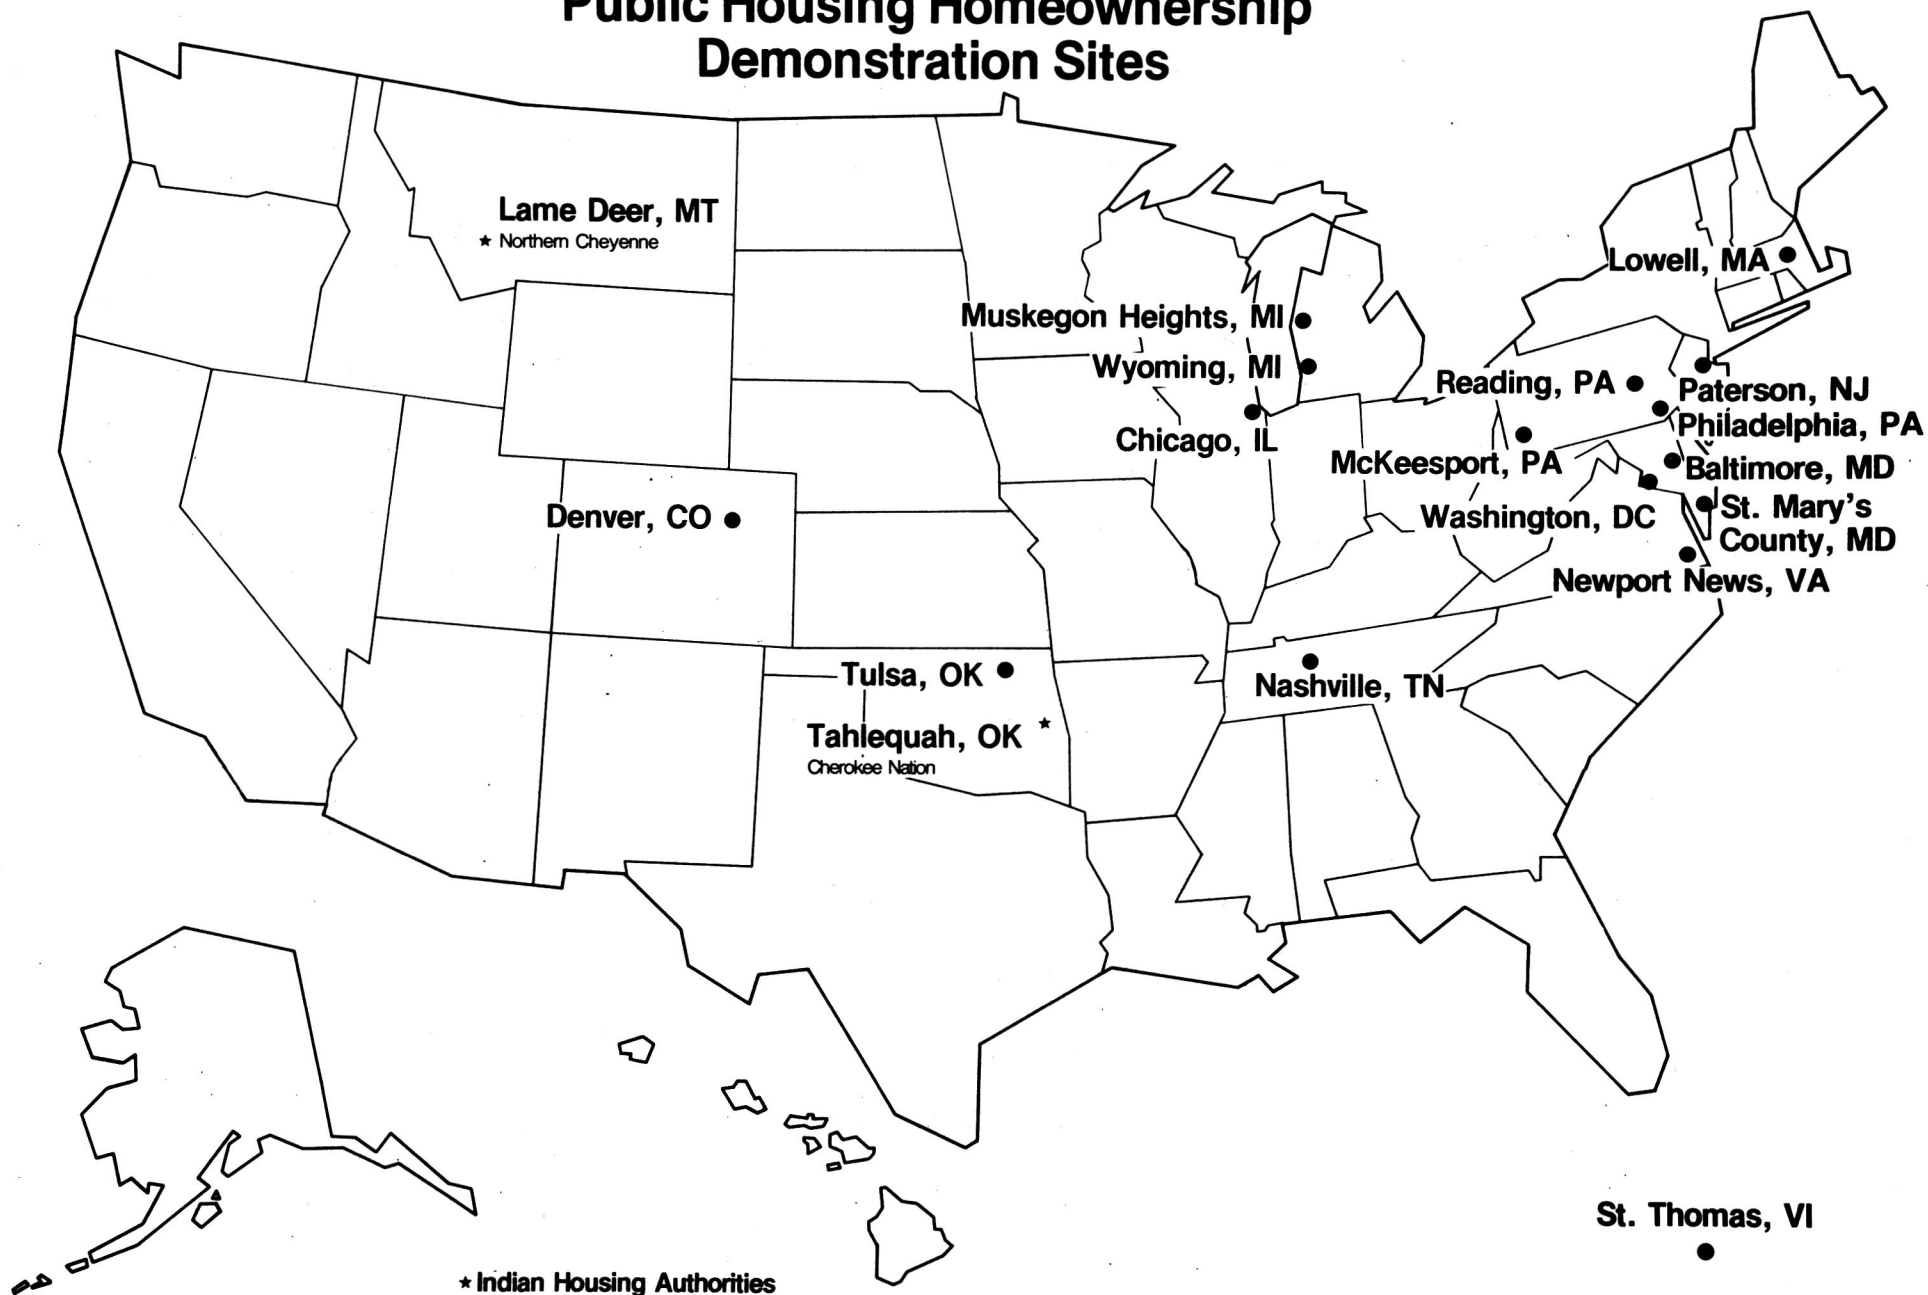 Public Housing Homeownership
Demonstration Sites
Lame Deer, MT
★ Northern Cheyenne
Lowell, MA
Muskegon Heights, MI
Wyoming, MI
Reading, PA
Paterson, NJ
Philadelphia, PA
Chicago, IL
McKeesport, PA
Baltimore, MD
Denver, CO
Washington, DC
St. Mary's
County, MD
Newport News, VA
Tulsa, OK
Nashville, TN
Tahlequah, OK ★
Cherokee Nation
St. Thomas, VI
★ Indian Housing Authorities